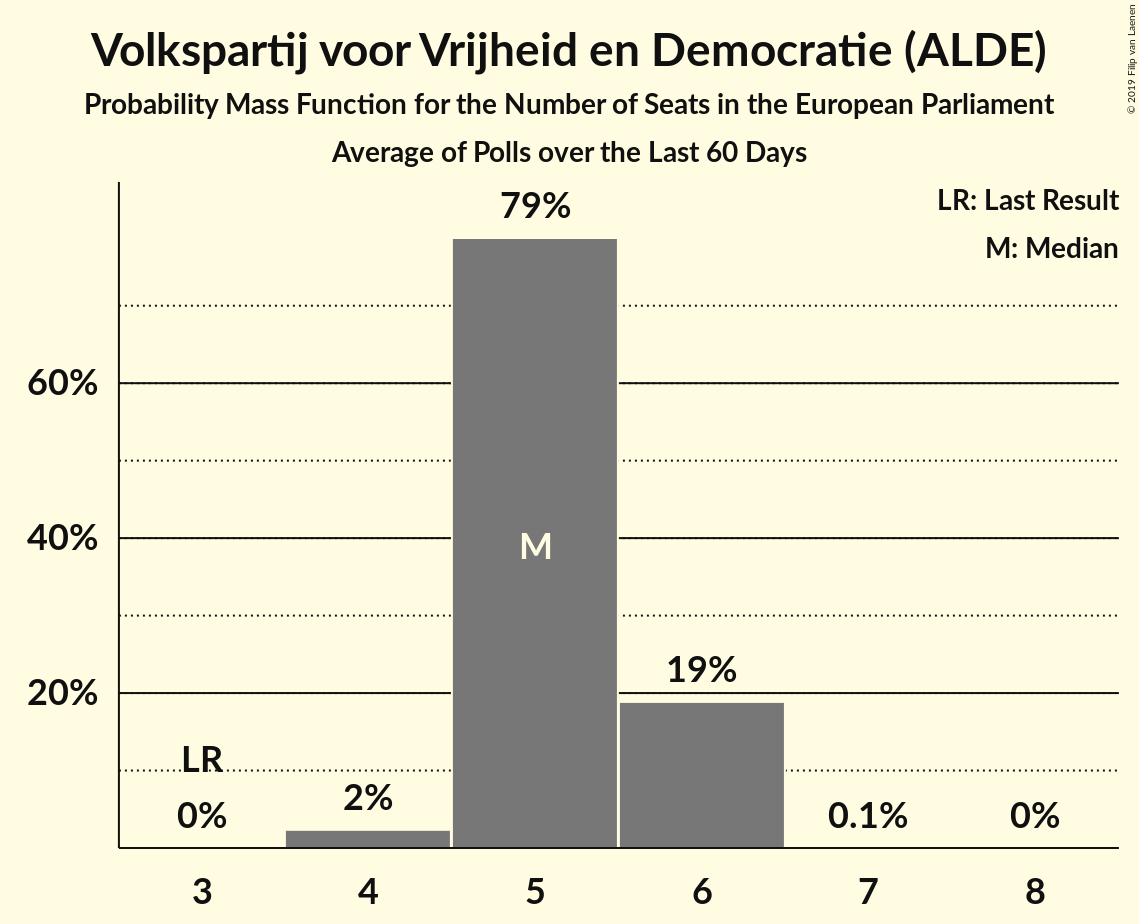 Volkspartij voor Vrijheid en Democratie (ALDE)
Probability Mass Function for the Number of Seats in the European Parliament
Average of Polls over the Last 60 Days
© 2019 Filip van Laenen
LR: Last Result
M: Median
79%
60%
40%
M
20%
19%
LR
0%
2%
0.1%
0%
3 4 5 6 7 8